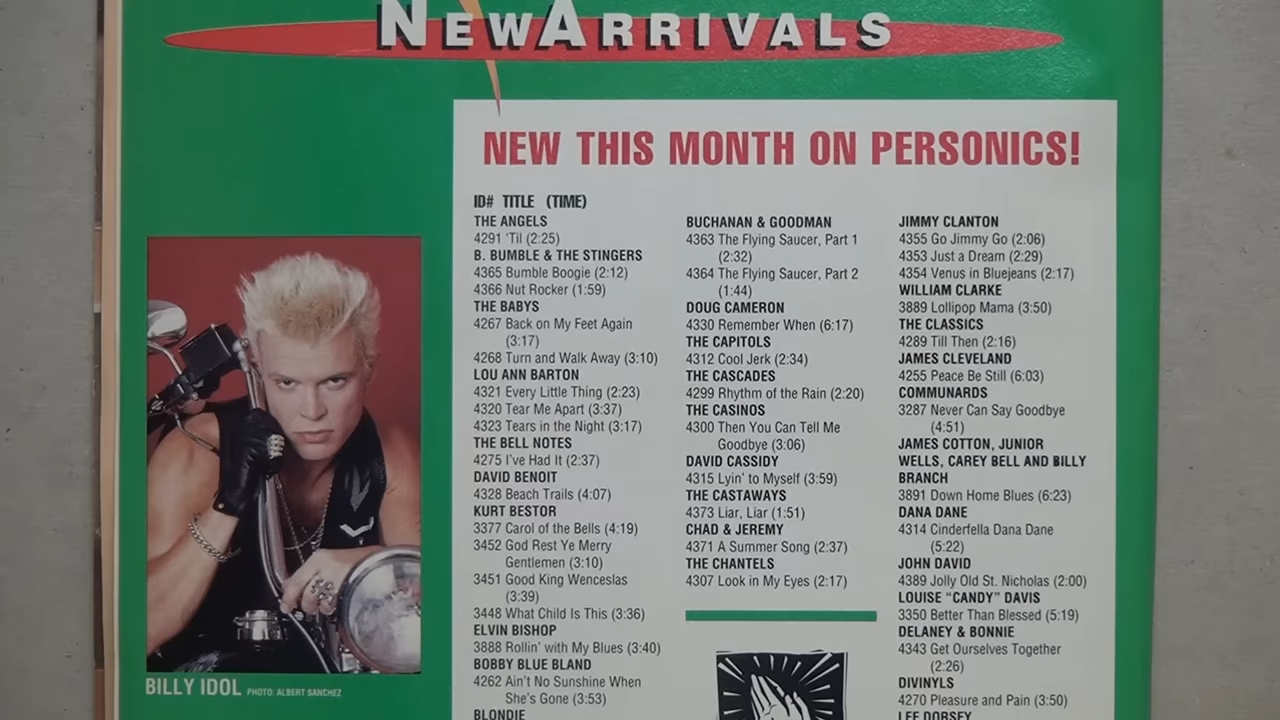 NEWARRIVALS
NEW THIS MONTH ON PERSONICS!
ID# TITLE (TIME)
THE ANGELS
4291 'Til (2:25)
B. BUMBLE & THE STINGERS
4365 Bumble Boogie (2:12)
4366 Nut Rocker (1:59)
THE BABYS
4267 Back on My Feet Again
(3:17)
4268 Turn and Walk Away (3:10)
LOU ANN BARTON
4321 Every Little Thing (2:23)
4320 Tear Me Apart (3:37)
4323 Tears in the Night (3:17)
THE BELL NOTES
4275 I've Had It (2:37)
DAVID BENOIT
4328 Beach Trails (4:07)
KURT BESTOR
3377 Carol of the Bells (4:19)
3452 God Rest Ye Merry
Gentlemen (3:10)
3451 Good King Wenceslas
(3:39)
3448 What Child Is This (3:36)
ELVIN BISHOP
3888 Rollin' with My Blues (3:40)
BOBBY BLUE BLAND
4262 Ain't No Sunshine When
She's Gone (3:53)
BLONDIE
BUCHANAN & GOODMAN
4363 The Flying Saucer, Part 1
(2:32)
4364 The Flying Saucer, Part 2
(1:44)
DOUG CAMERON
4330 Remember When (6:17)
THE CAPITOLS
4312 Cool Jerk (2:34)
THE CASCADES
4299 Rhythm of the Rain (2:20)
THE CASINOS
4300 Then You Can Tell Me
Goodbye (3:06)
DAVID CASSIDY
4315 Lyin' to Myself (3:59)
THE CASTAWAYS
4373 Liar, Liar (1:51)
CHAD & JEREMY
4371 A Summer Song (2:37)
THE CHANTELS
4307 Look in My Eyes (2:17)
JIMMY CLANTON
4355 Go Jimmy Go (2:06)
4353 Just a Dream (2:29)
4354 Venus in Bluejeans (2:17)
WILLIAM CLARKE
3889 Lollipop Mama (3:50)
THE CLASSICS
4289 Till Then (2:16)
JAMES CLEVELAND
4255 Peace Be Still (6:03)
COMMUNARDS
3287 Never Can Say Goodbye
(4:51)
JAMES COTTON, JUNIOR
WELLS, CAREY BELL AND BILLY
BRANCH
3891 Down Home Blues (6:23)
DANA DANE
4314 Cinderfella Dana Dane
(5:22)
JOHN DAVID
4389 Jolly Old St. Nicholas (2:00)
LOUISE "CANDY" DAVIS
3350 Better Than Blessed (5:19)
DELANEY & BONNIE
4343 Get Ourselves Together
(2:26)
DIVINYLS
4270 Pleasure and Pain (3:50)
LEE DORSEY
BILLY IDOL PHOTO: ALBERT SANCHEZ